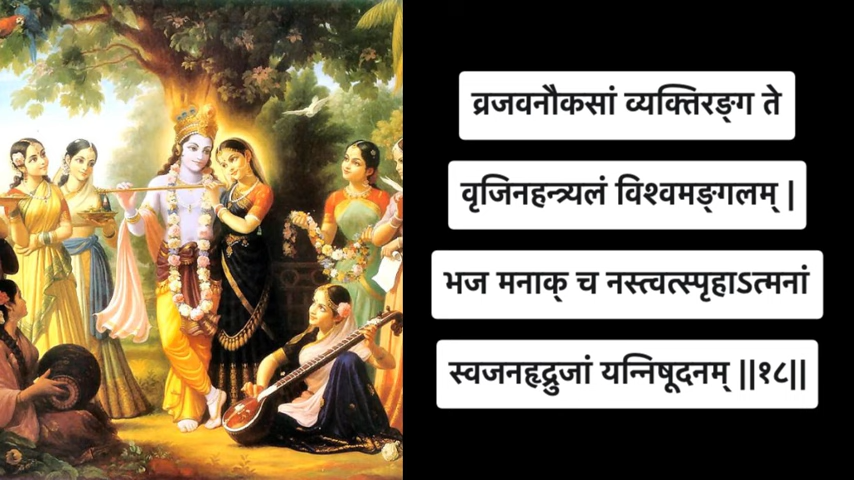 व्रजवनौकसां व्यक्तिरङ्ग ते
वृजिनहन्त्र्यलं विश्वमङ्गलम् |
भज मनाक् च नस्त्वत्स्पृहाऽत्मनां
स्वजनहृद्रुजां यन्निषूदनम् ||१८||